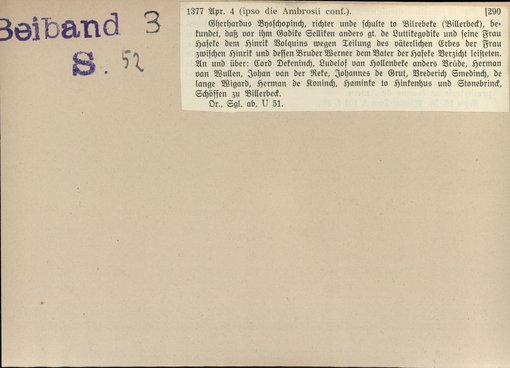 Beiband 3
S. 52
1377 Apr. 4 (ipso die Ambrosii conf.). [290
Gherhardus Bysschopinch, richter unde schulte to Bilrebeke (Billerbeck), be-
kundet, daß vor ihm Godike Selliken anders gt. de Luttikegodike und seine Frau
Haseke dem Hinrik Volquins wegen Teilung des väterlichen Erbes der Frau
zwischen Hinrik und dessen Bruder Werner dem Vater der Haseke Verzicht leisteten.
An und über: Cord Dekeninch, Ludelof van Hollenbeke anders Brüde, Herman
van Wullen, Johan van der Reke, Johannes de Grut, Vrederich Smedinch, de
lange Wigard, Herman de Koninch, Haminke to Hinkenhus und Stonebrinck,
Schöffen zu Billerbeck.
Or., Sgl. ab, U 51.